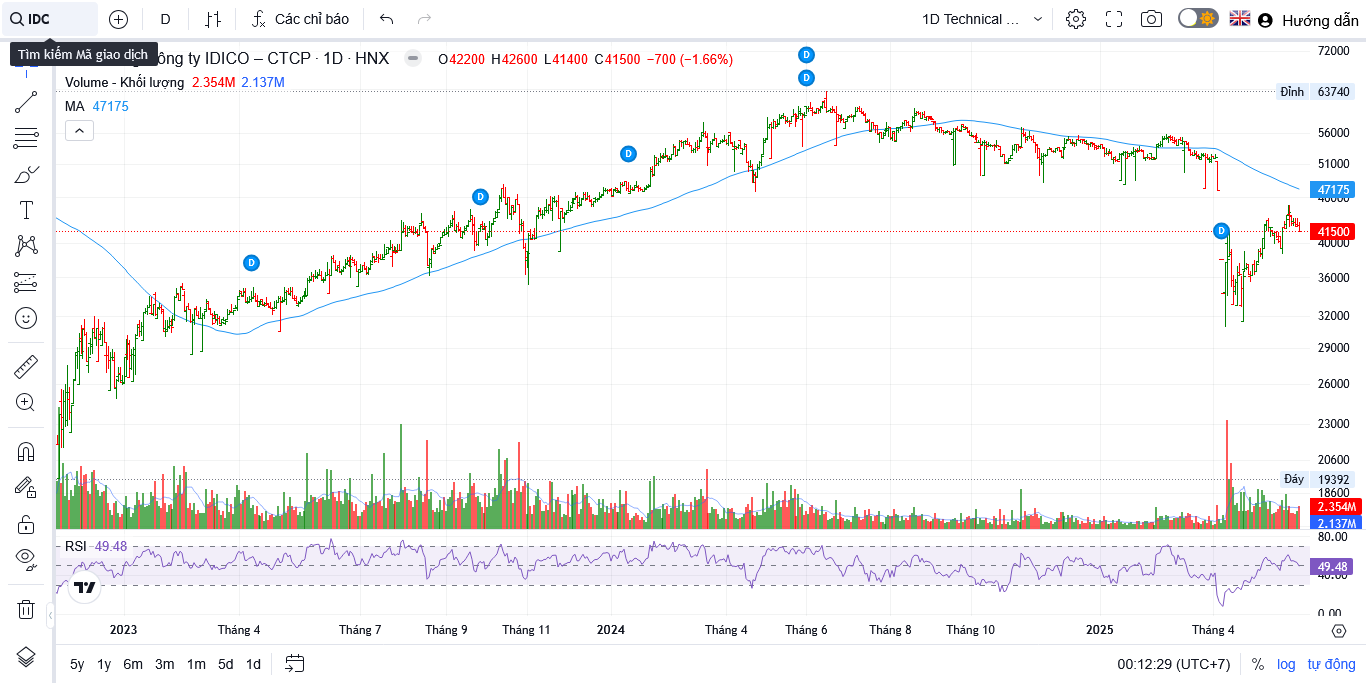 IDC
D
Các chỉ báo
1D Technical ...
Hướng dẫn
Tìm kiếm Mã giao dịch
ông ty IDICO – CTCP · 1D · HNX
O42200 H42600 L41400 C41500 −700 (−1.66%)
Volume - Khối lượng 2.354M 2.137M
MA 47175
D
D
D
D
D
D
72000
Đỉnh 63740
56000
51000
47175
41500
40000
36000
32000
29000
26000
23000
20600
Đáy 19392
18600
2.354M
2.137M
RSI 49.48
80.00
49.48
40.00
0.00
2023 Tháng 4 Tháng 7 Tháng 9 Tháng 11 2024 Tháng 4 Tháng 6 Tháng 8 Tháng 10 2025 Tháng 4
5y 1y 6m 3m 1m 5d 1d
00:12:29 (UTC+7) % log tự động